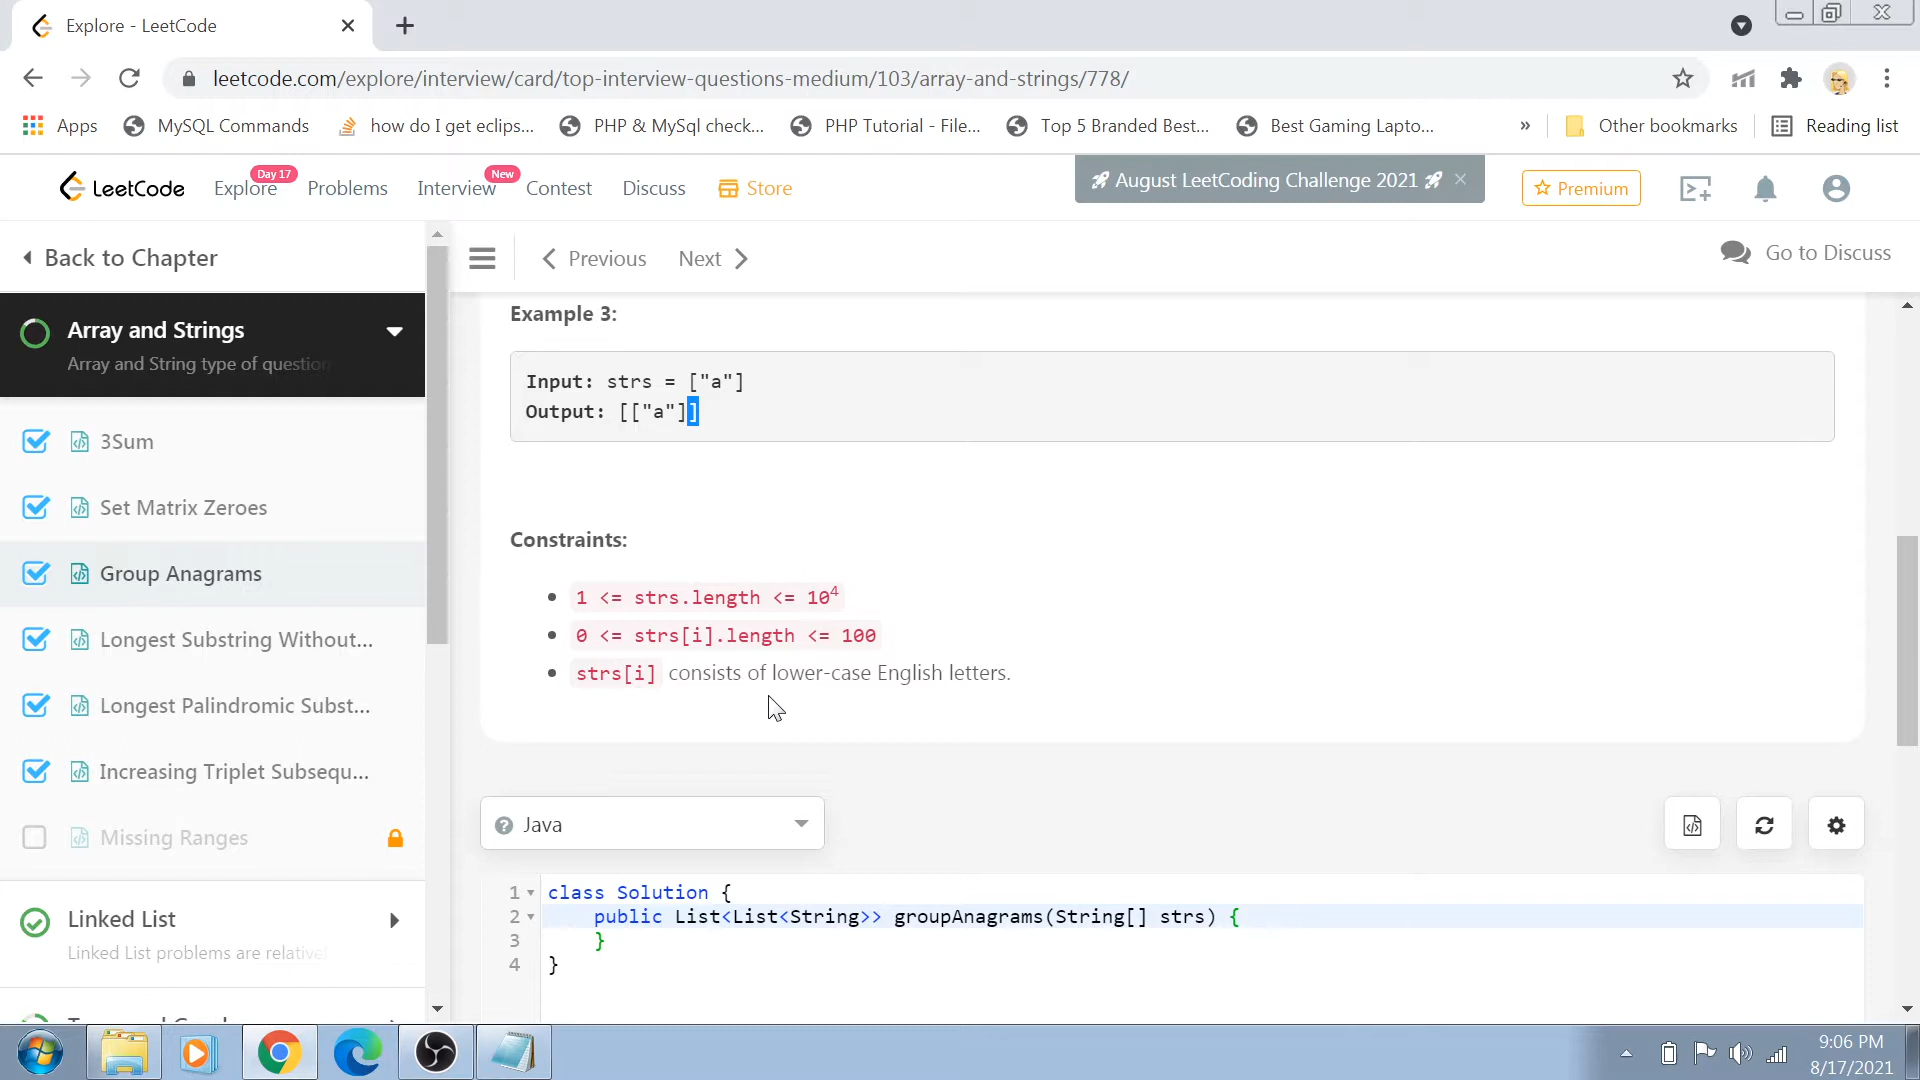 Explore - LeetCode
leetcode.com/explore/interview/card/top-interview-questions-medium/103/array-and-strings/778/
Apps MySQL Commands how do I get eclips... PHP & MySql check... PHP Tutorial - File... Top 5 Branded Best... Best Gaming Lapto... » Other bookmarks Reading list
LeetCode Explore Day 17 Problems Interview New Contest Discuss Store August LeetCoding Challenge 2021 Premium
Back to Chapter
Previous Next Go to Discuss
Array and Strings
Array and String type of question
3Sum
Set Matrix Zeroes
Group Anagrams
Longest Substring Without...
Longest Palindromic Subst...
Increasing Triplet Subsequ...
Missing Ranges
Linked List
Linked List problems are relative
Example 3:
Input: strs = ["a"]
Output: [["a"]]
Constraints:
1 <= strs.length <= 10⁴
0 <= strs[i].length <= 100
strs[i] consists of lower-case English letters.
Java
1 class Solution {
2 public List<List<String>> groupAnagrams(String[] strs) {
3 }
4 }
9:06 PM
8/17/2021